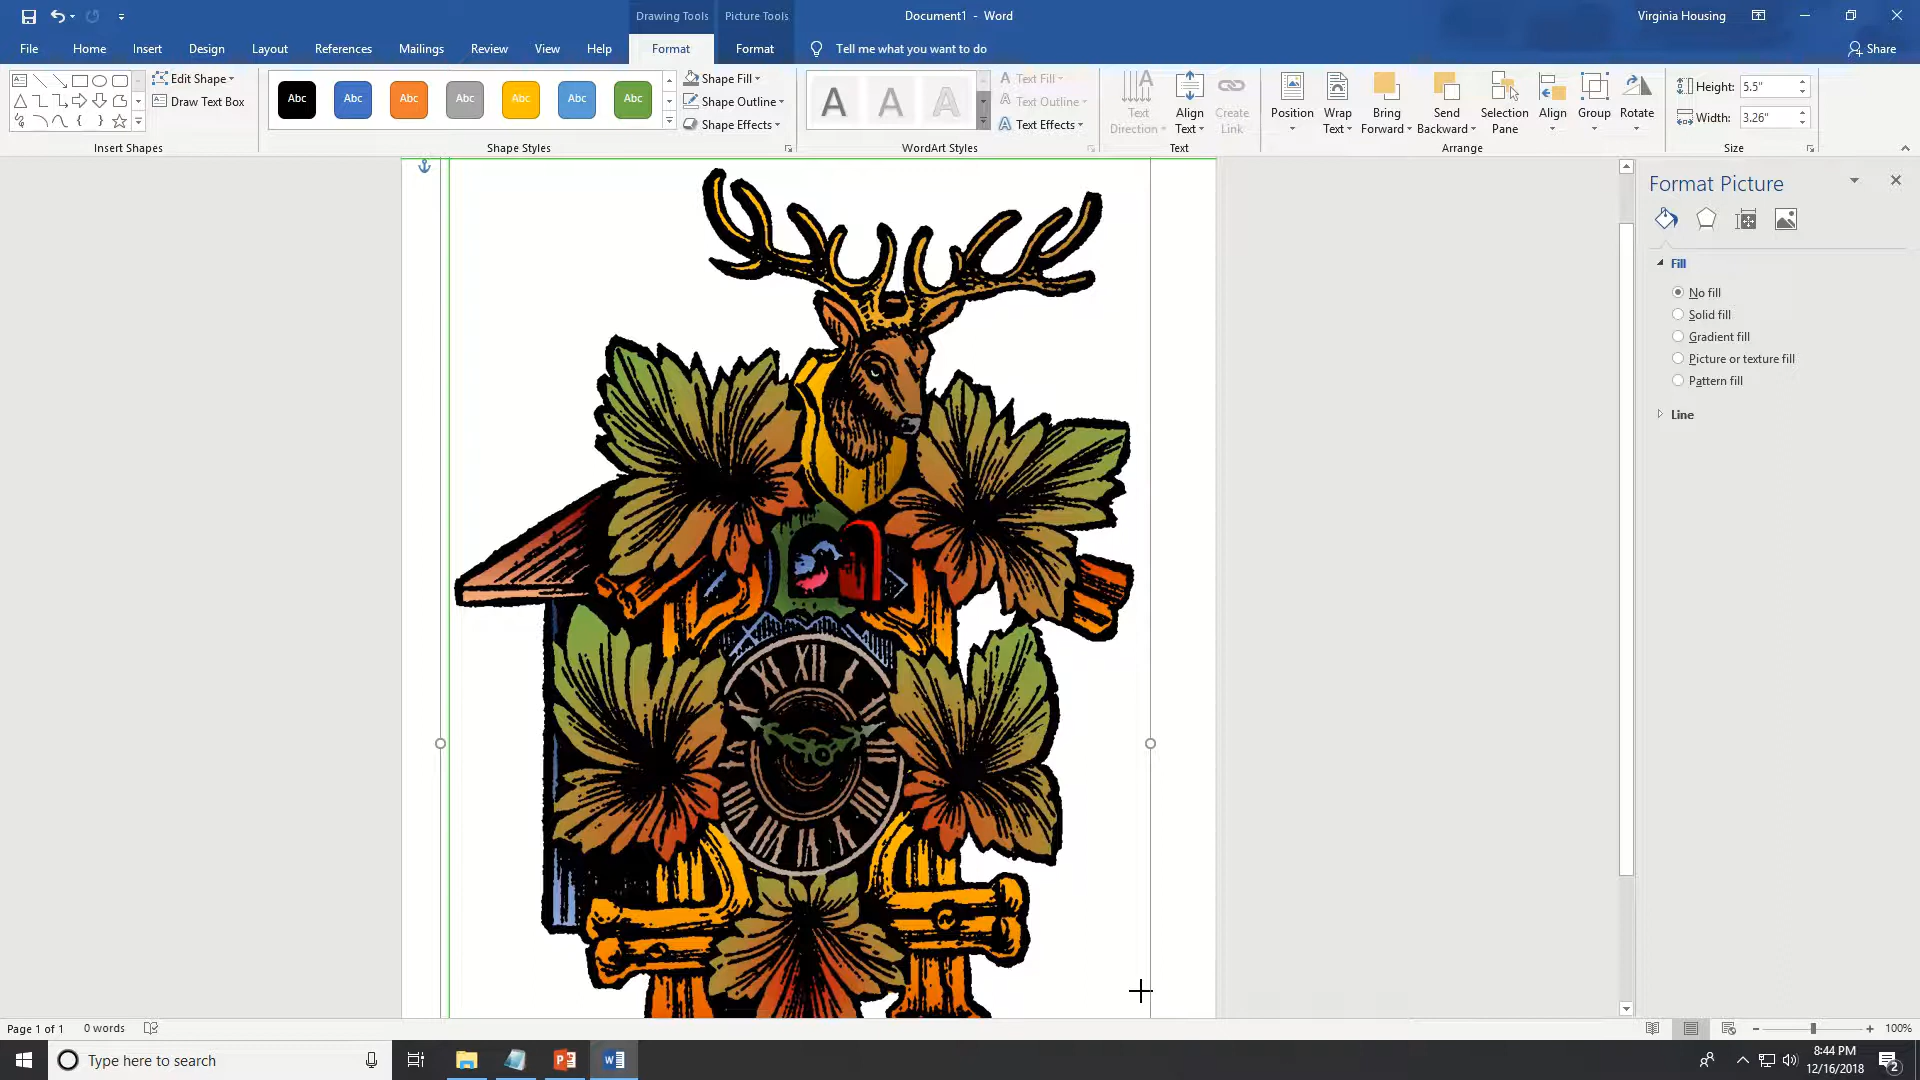 Drawing Tools
Picture Tools
Document1 - Word
Virginia Housing
File
Home
Insert
Design
Layout
References
Mailings
Review
View
Help
Format
Format
Tell me what you want to do
Share
Edit Shape
Draw Text Box
Insert Shapes
Abc
Abc
Abc
Abc
Abc
Abc
Abc
Shape Fill
Shape Outline
Shape Effects
Shape Styles
A
A
A
Text Fill
Text Outline
Text Effects
WordArt Styles
Text
Direction
Align
Text
Create
Link
Text
Position
Wrap
Text
Bring
Forward
Send
Backward
Selection
Pane
Align
Group
Rotate
Arrange
Height: 5.5"
Width: 3.26"
Size
Format Picture
Fill
No fill
Solid fill
Gradient fill
Picture or texture fill
Pattern fill
Line
XII
Page 1 of 1
0 words
100%
Type here to search
8:44 PM
12/16/2018
2